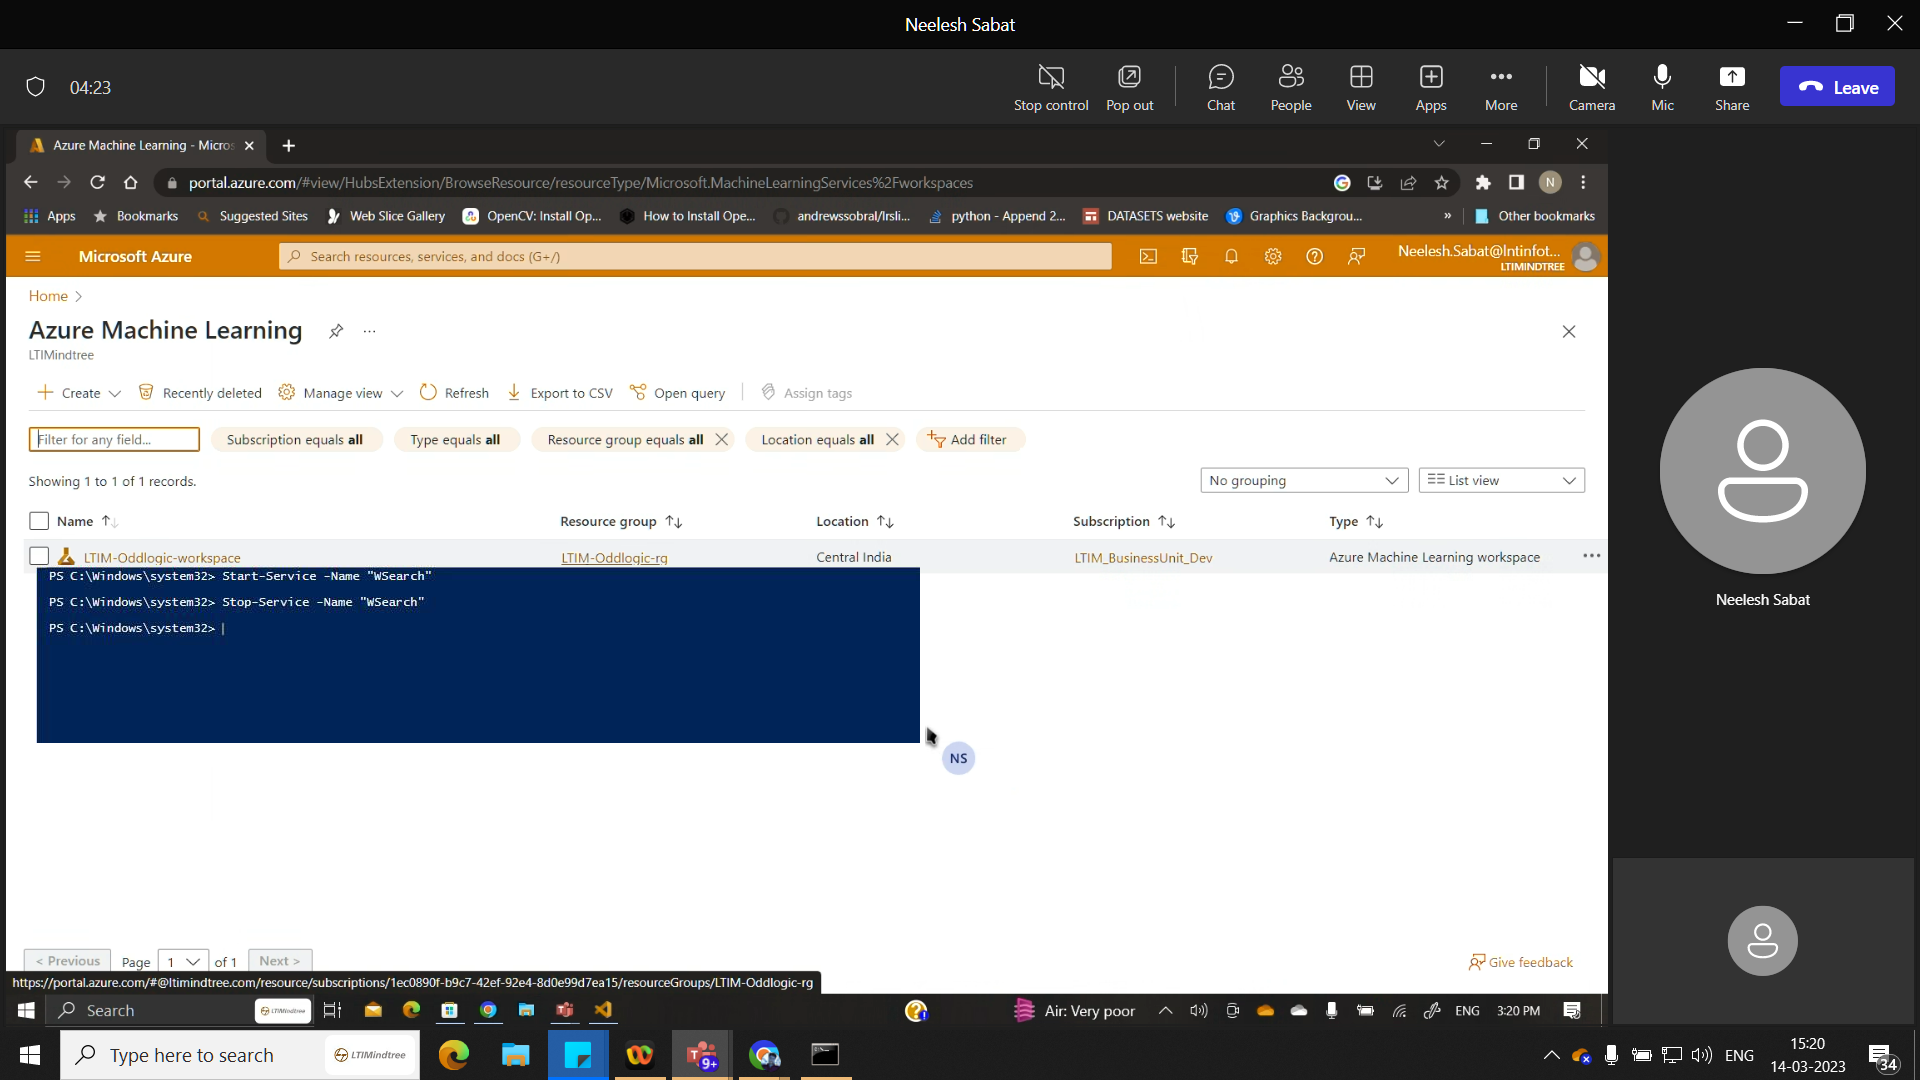 Neelesh Sabat
04:23
Stop control
Pop out
Chat
People
View
Apps
More
Camera
Mic
Share
Leave
Azure Machine Learning - Micros
portal.azure.com/#view/HubsExtension/BrowseResource/resourceType/Microsoft.MachineLearningServices%2Fworkspaces
N
Apps
Bookmarks
Suggested Sites
Web Slice Gallery
OpenCV: Install Op...
How to Install Ope...
andrewssobral/lrsli...
python - Append 2...
DATASETS website
Graphics Backgrou...
»
Other bookmarks
Microsoft Azure
Search resources, services, and docs (G+/)
Neelesh.Sabat@lntinfot...
LTIMINDTREE
Home >
Azure Machine Learning
LTIMindtree
Create
Recently deleted
Manage view
Refresh
Export to CSV
Open query
Assign tags
Filter for any field...
Subscription equals all
Type equals all
Resource group equals all
Location equals all
Add filter
Showing 1 to 1 of 1 records.
No grouping
List view
Name
Resource group
Location
Subscription
Type
LTIM-Oddlogic-workspace
LTIM-Oddlogic-rg
Central India
LTIM_BusinessUnit_Dev
Azure Machine Learning workspace
PS C:\Windows\system32> Start-Service -Name "WSearch"
PS C:\Windows\system32> Stop-Service -Name "WSearch"
PS C:\Windows\system32>
NS
Neelesh Sabat
< Previous
Page
1
of 1
Next >
Give feedback
https://portal.azure.com/#@ltimindtree.com/resource/subscriptions/1ec0890f-b9c7-42ef-92e4-8d0e99d7ea15/resourceGroups/LTIM-Oddlogic-rg
Search
LTIMindtree
Air: Very poor
ENG
3:20 PM
Type here to search
LTIMindtree
9+
ENG
15:20
14-03-2023
34